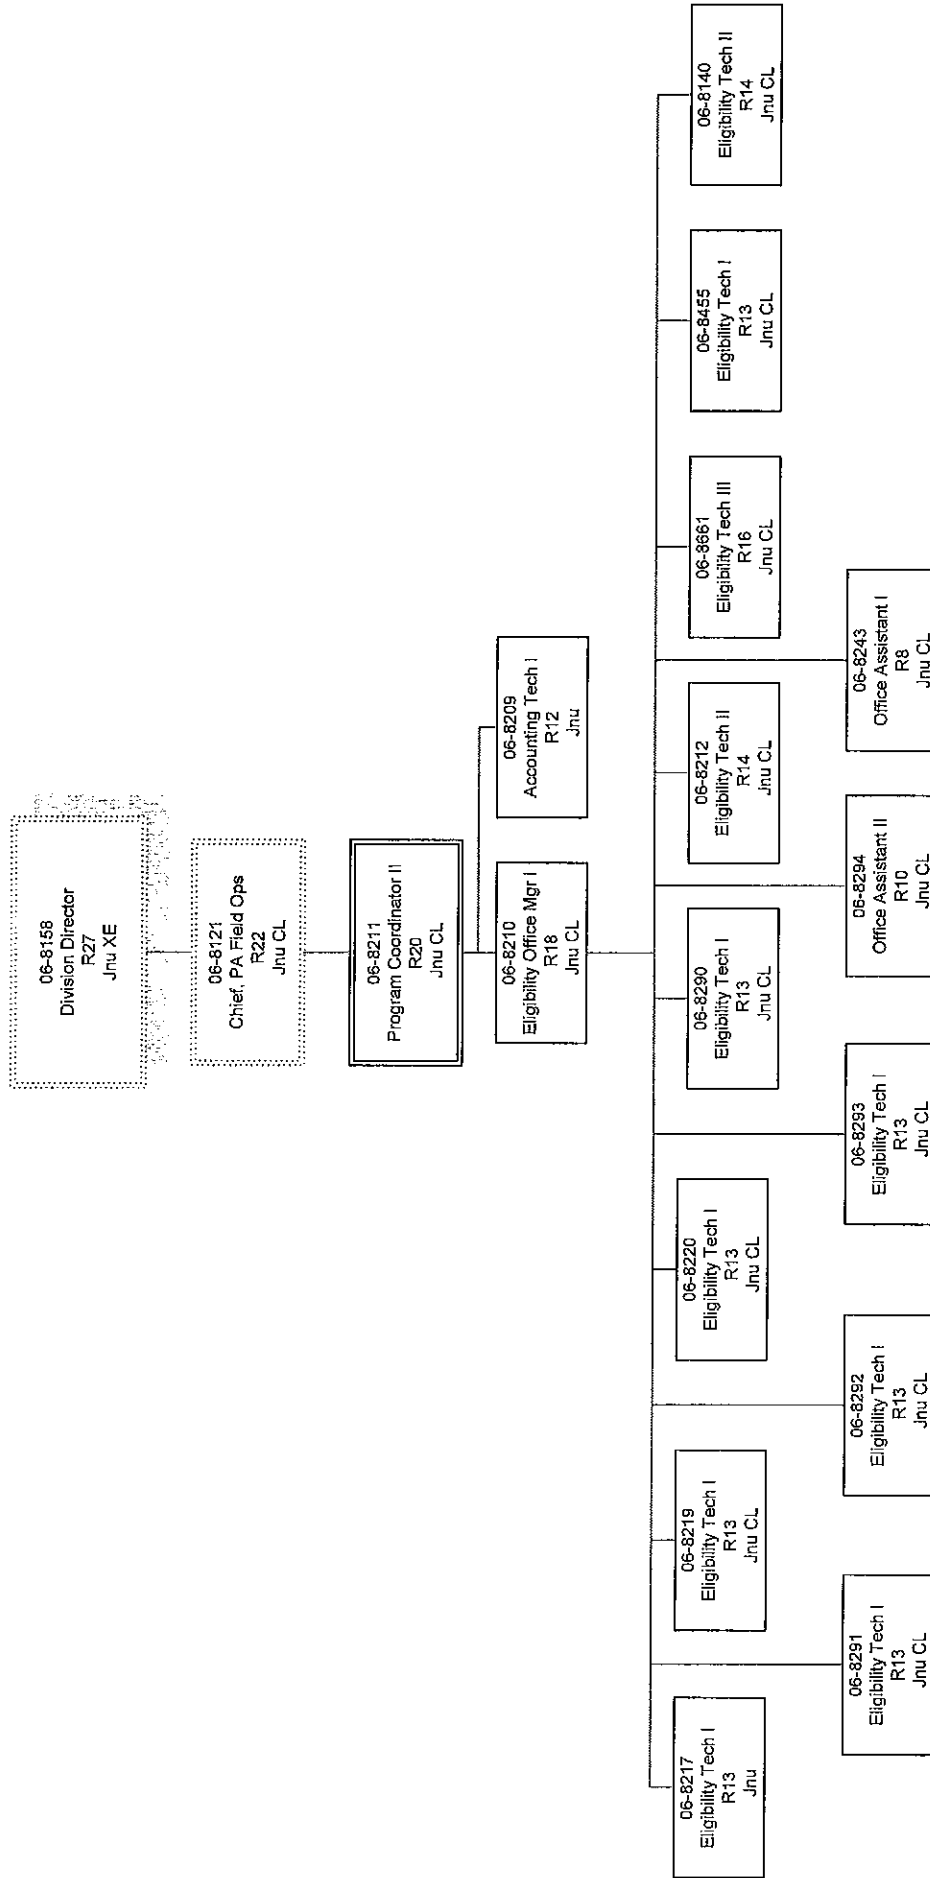 06-8158
Division Director
R27
Jnu XE
06-8121
Chief, PA Field Ops
R22
Jnu CL
06-8211
Program Coordinator II
R20
Jnu CL
06-8210
Eligibility Office Mgr I
R18
Jnu CL
06-8209
Accounting Tech I
R12
Jnu
06-8217
Eligibility Tech I
R13
Jnu
06-8219
Eligibility Tech I
R13
Jnu CL
06-8220
Eligibility Tech I
R13
Jnu CL
06-8290
Eligibility Tech I
R13
Jnu CL
06-8212
Eligibility Tech II
R14
Jnu CL
06-8661
Eligibility Tech III
R16
Jnu CL
06-8455
Eligibility Tech I
R13
Jnu CL
06-8140
Eligibility Tech II
R14
Jnu CL
06-8291
Eligibility Tech I
R13
Jnu CL
06-8292
Eligibility Tech I
R13
Jnu CL
06-8293
Eligibility Tech I
R13
Jnu CL
06-8294
Office Assistant II
R10
Jnu CL
06-8243
Office Assistant I
R8
Jnu CL